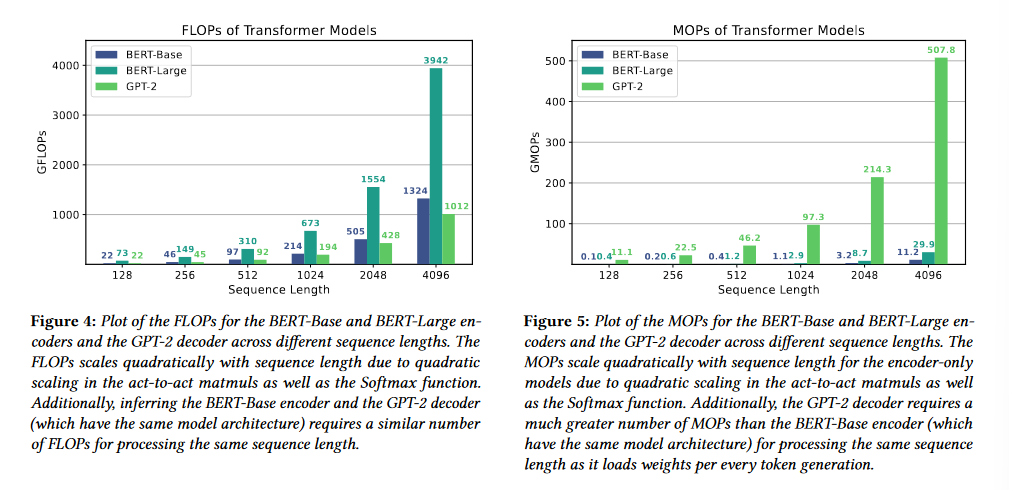 FLOPs of Transformer Models
BERT-Base
BERT-Large
GPT-2
GFLOPs
4000
3000
2000
1000
22 73 22
46 149 45
97 310 92
214 673 194
505 1554 428
1324 3942 1012
128 256 512 1024 2048 4096
Sequence Length
Figure 4: Plot of the FLOPs for the BERT-Base and BERT-Large en-
coders and the GPT-2 decoder across different sequence lengths. The
FLOPs scales quadratically with sequence length due to quadratic
scaling in the act-to-act matmuls as well as the Softmax function.
Additionally, inferring the BERT-Base encoder and the GPT-2 decoder
(which have the same model architecture) requires a similar number
of FLOPs for processing the same sequence length.
MOPs of Transformer Models
BERT-Base
BERT-Large
GPT-2
GMOPs
500
400
300
200
100
0.1 0.4 11.1
0.2 0.6 22.5
0.4 1.2 46.2
1.1 2.9 97.3
3.2 8.7 214.3
11.2 29.9 507.8
128 256 512 1024 2048 4096
Sequence Length
Figure 5: Plot of the MOPs for the BERT-Base and BERT-Large en-
coders and the GPT-2 decoder across different sequence lengths. The
MOPs scale quadratically with sequence length for the encoder-only
models due to quadratic scaling in the act-to-act matmuls as well
as the Softmax function. Additionally, the GPT-2 decoder requires a
much greater number of MOPs than the BERT-Base encoder (which
have the same model architecture) for processing the same sequence
length as it loads weights per every token generation.